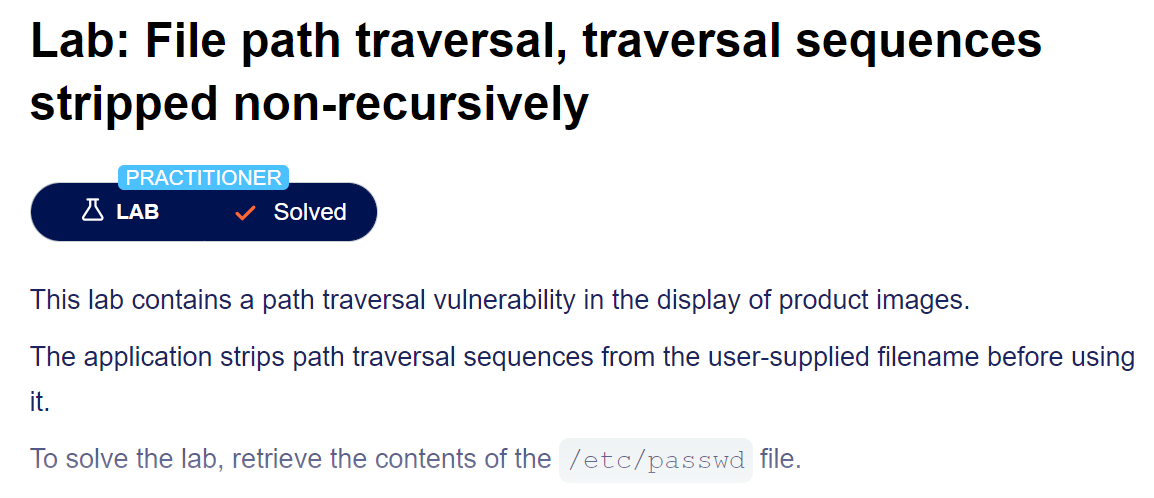 Lab: File path traversal, traversal sequences
stripped non-recursively
PRACTITIONER
LAB Solved
This lab contains a path traversal vulnerability in the display of product images.
The application strips path traversal sequences from the user-supplied filename before using
it.
To solve the lab, retrieve the contents of the /etc/passwd file.